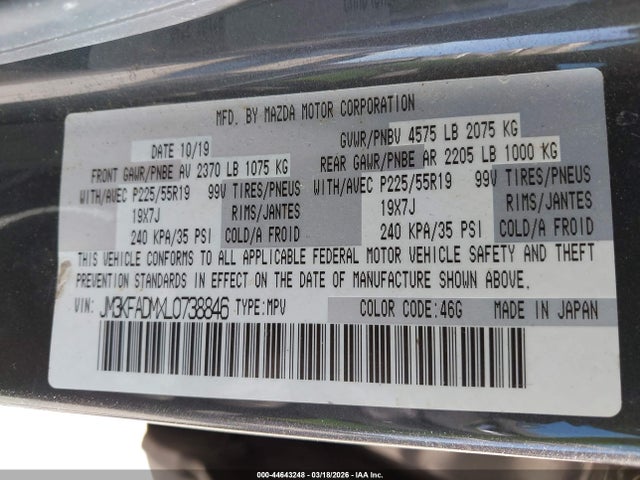 MFD. BY MAZDA MOTOR CORPORATION
DATE 10/19 GVWR/PNBV 4575 LB 2075 KG
FRONT GAWR/PNBE AV 2370 LB 1075 KG REAR GAWR/PNBE AR 2205 LB 1000 KG
WITH/AVEC P225/55R19 99V TIRES/PNEUS WITH/AVEC P225/55R19 99V TIRES/PNEUS
19X7J RIMS/JANTES 19X7J RIMS/JANTES
240 KPA/35 PSI COLD/A FROID 240 KPA/35 PSI COLD/A FROID
THIS VEHICLE CONFORMS TO ALL APPLICABLE FEDERAL MOTOR VEHICLE SAFETY AND THEFT
PREVENTION STANDARDS IN EFFECT ON THE DATE OF MANUFACTURE SHOWN ABOVE.
VIN: JM3KFADMXL0738846 TYPE:MPV COLOR CODE:46G MADE IN JAPAN
000-44643248 - 03/18/2026 - IAA Inc.